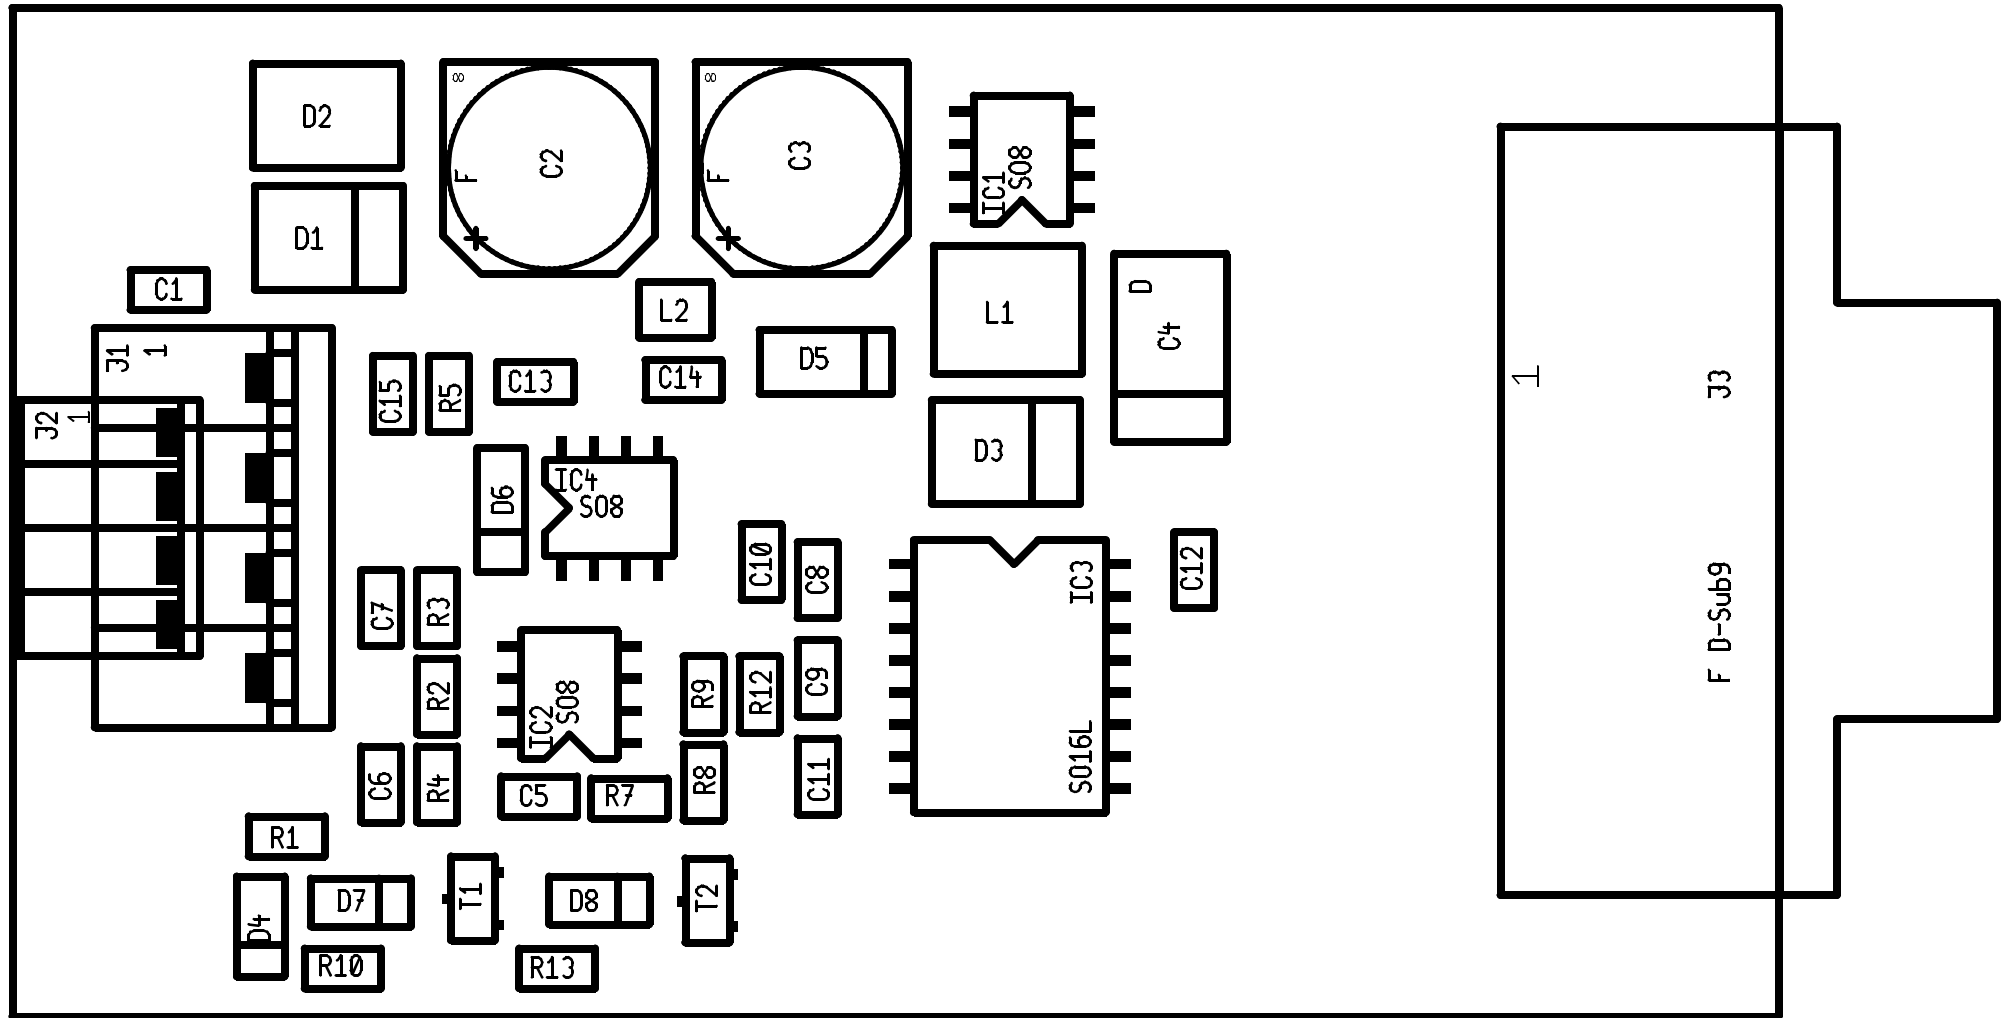 D2
8
F
C2
8
F
C3
IC1
SO8
D1
C1
L2
L1
D
C4
J1
1
D5
C15
R5
C13
C14
1
J3
J2
1
D3
D6
IC4
SO8
C10
C8
IC3
C12
C7
R3
F D-Sub9
R2
IC2
SO8
R9
R12
C9
C6
R4
C5
R7
R8
C11
SO16L
R1
D4
D7
T1
D8
T2
R10
R13